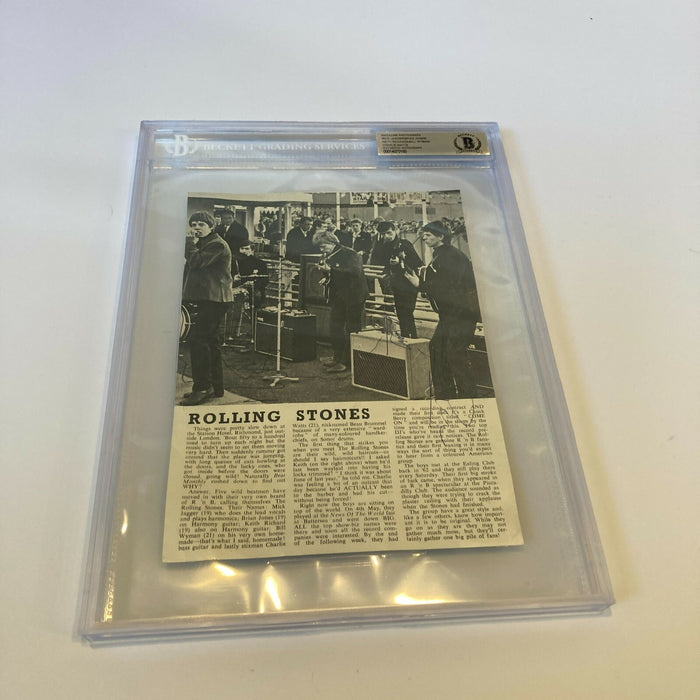 BECKETT GRADING SERVICES
BECKETT
ROLLING STONES
Things were pretty slow down at
the Station Hotel, Richmond, just out-
side London. 'Bout fifty to a hundred
used to turn up each night but the
music didn't seem to set them moving
very hard. Then suddenly rumour got
around that the place was jumping,
with long queues of cats howling at
the doors, and the lucky ones, who
got inside before the doors were
closed, going wild! Naturally Beat
Monthly rushed down to find out
WHY?
Answer. Five wild beatmen have
moved in with their very own brand
of R 'n B, calling themselves The
Rolling Stones. Their Names: Mick
Jagger (19) who does the lead vocals
and plays harmonica; Brian Jones (19)
on Harmony guitar; Keith Richard
(19) also on Harmony guitar; Bill
Wyman (21) on his very own home-
made—that's what I said, homemade!
bass guitar and lastly stixman Charlie
Watts (21), nicknamed Beau Brummel
because of a very extensive "ward-
robe" of many-coloured handker-
chiefs, on Sonor drums.
The first thing that strikes you
when you meet The Rolling Stones
is their wild, wild haircuts—or
should I say haircuts!!! I asked
Keith (on the right above) when he'd
last been waylaid into having his
locks trimmed? "I think it was about
June of last year," he told me. Charlie
was feeling a bit of an outcast that
day because he'd ACTUALLY been
to the barber and had his cut—
without being forced!
Right now the boys are sitting on
top of the world. On 4th May, they
played at the News Of The World fair
at Battersea and went down BIG.
ALL the top show-biz names were
there and soon all the record com-
panies were interested. By the end
of the following week, they had
signed a recording contract AND
made their first disc. It's a Chuck
Berry composition, titled "COME
ON" and will be in the shops by the
time you're reading this. The top
DJ's who've heard the record pre-
release gave it rave notices. The Rol-
ling Stones are genuine R 'n B fana-
tics and their first waxing is in many
ways the sort of thing you'd expect
to hear from a coloured American
group.
The boys met at the Ealing Club
back in '62 and they still play there
every Saturday. Their first big stroke
of luck came, when they appeared in
an R 'n B spectacular at the Picca-
dilly Club. The audience sounded as
though they were trying to crack the
plaster ceiling with their applause
when the Stones had finished.
The group have a great style and,
like a few others, know how import-
ant it is to be original. While they
go on as they are they may not
gather much moss, but they'll cer-
tainly gather one big pile of fans!